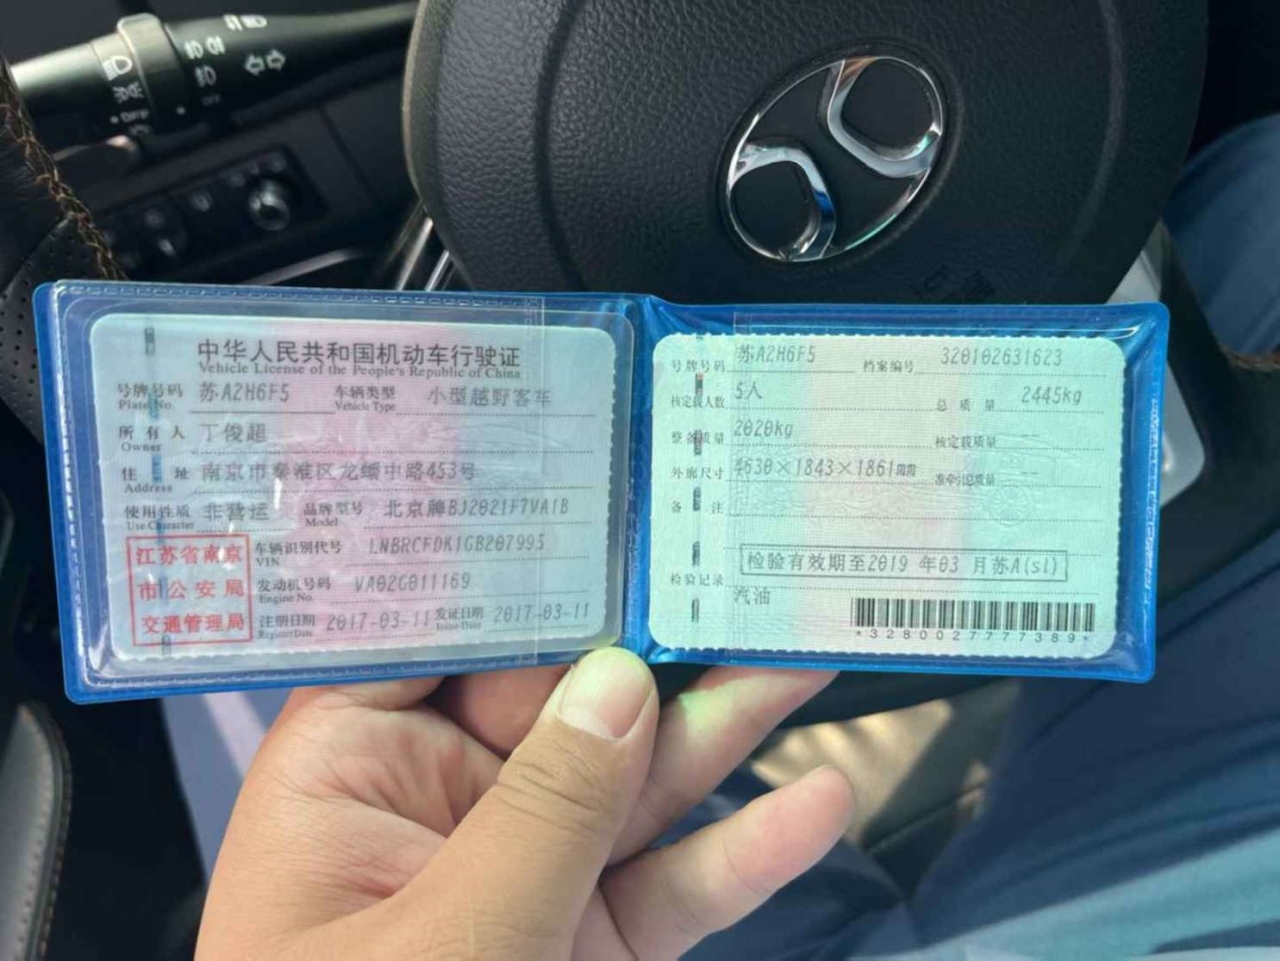 中华人民共和国机动车行驶证
Vehicle License of the People's Republic of China
号牌号码 苏A2H6F5 车辆类型 小型越野客车
Plate No. Vehicle Type
所有人 丁俊超
Owner
住址 南京市秦淮区龙蟠中路453号
Address
使用性质 非营运 品牌型号 北京牌BJ2021F7VA1B
Use Character Model
江苏省南京
市公安局
交通管理局
车辆识别代号 LNBRCFDK1GB207995
VIN
发动机号码 VA02G011169
Engine No.
注册日期 2017-03-11 发证日期 2017-03-11
Register Date Issue Date
号牌号码 苏A2H6F5 档案编号 320102631623
核定载人数 5人 总质量 2445kg
整备质量 2020kg 核定载质量 --
外廓尺寸 4630×1843×1861 准牵引总质量 --
备注
检验有效期至2019 年03 月苏A(sl)
检验记录
汽油
*3280027777389*